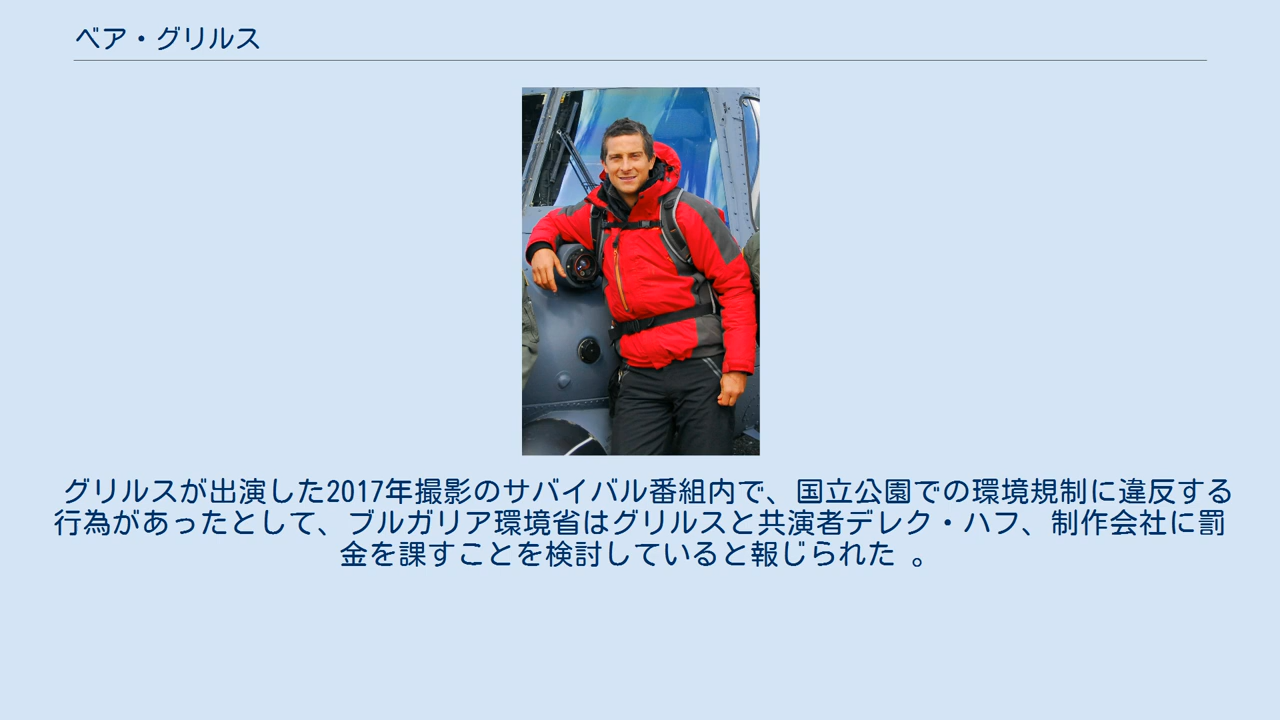 ベア・グリルス
グリルスが出演した2017年撮影のサバイバル番組内で、国立公園での環境規制に違反する
行為があったとして、ブルガリア環境省はグリルスと共演者デレク・ハフ、制作会社に罰
金を課すことを検討していると報じられた 。